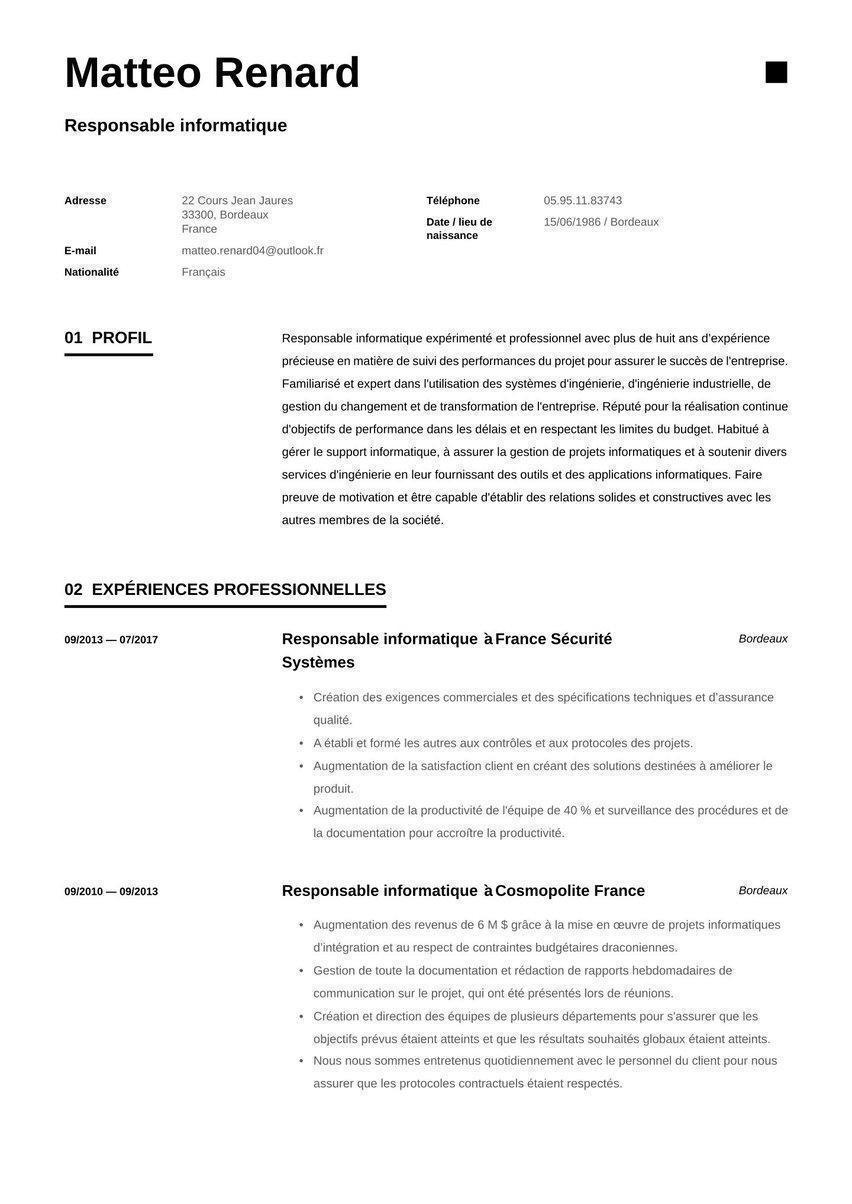 Matteo Renard
Responsable informatique
Adresse
22 Cours Jean Jaures
33300, Bordeaux
France
E-mail
matteo.renard04@outlook.fr
Nationalité
Français
Téléphone
05.95.11.83743
Date / lieu de
naissance
15/06/1986 / Bordeaux
01 PROFIL
Responsable informatique expérimenté et professionnel avec plus de huit ans d’expérience
précieuse en matière de suivi des performances du projet pour assurer le succès de l'entreprise.
Familiarisé et expert dans l'utilisation des systèmes d'ingénierie, d'ingénierie industrielle, de
gestion du changement et de transformation de l'entreprise. Réputé pour la réalisation continue
d'objectifs de performance dans les délais et en respectant les limites du budget. Habitué à
gérer le support informatique, à assurer la gestion de projets informatiques et à soutenir divers
services d'ingénierie en leur fournissant des outils et des applications informatiques. Faire
preuve de motivation et être capable d'établir des relations solides et constructives avec les
autres membres de la société.
02 EXPÉRIENCES PROFESSIONNELLES
09/2013 — 07/2017
Responsable informatique à France Sécurité
Systèmes
Bordeaux
• Création des exigences commerciales et des spécifications techniques et d’assurance
qualité.
• A établi et formé les autres aux contrôles et aux protocoles des projets.
• Augmentation de la satisfaction client en créant des solutions destinées à améliorer le
produit.
• Augmentation de la productivité de l'équipe de 40 % et surveillance des procédures et de
la documentation pour accroître la productivité.
09/2010 — 09/2013
Responsable informatique à Cosmopolite France
Bordeaux
• Augmentation des revenus de 6 M $ grâce à la mise en œuvre de projets informatiques
d’intégration et au respect de contraintes budgétaires draconiennes.
• Gestion de toute la documentation et rédaction de rapports hebdomadaires de
communication sur le projet, qui ont été présentés lors de réunions.
• Création et direction des équipes de plusieurs départements pour s’assurer que les
objectifs prévus étaient atteints et que les résultats souhaités globaux étaient atteints.
• Nous nous sommes entretenus quotidiennement avec le personnel du client pour nous
assurer que les protocoles contractuels étaient respectés.